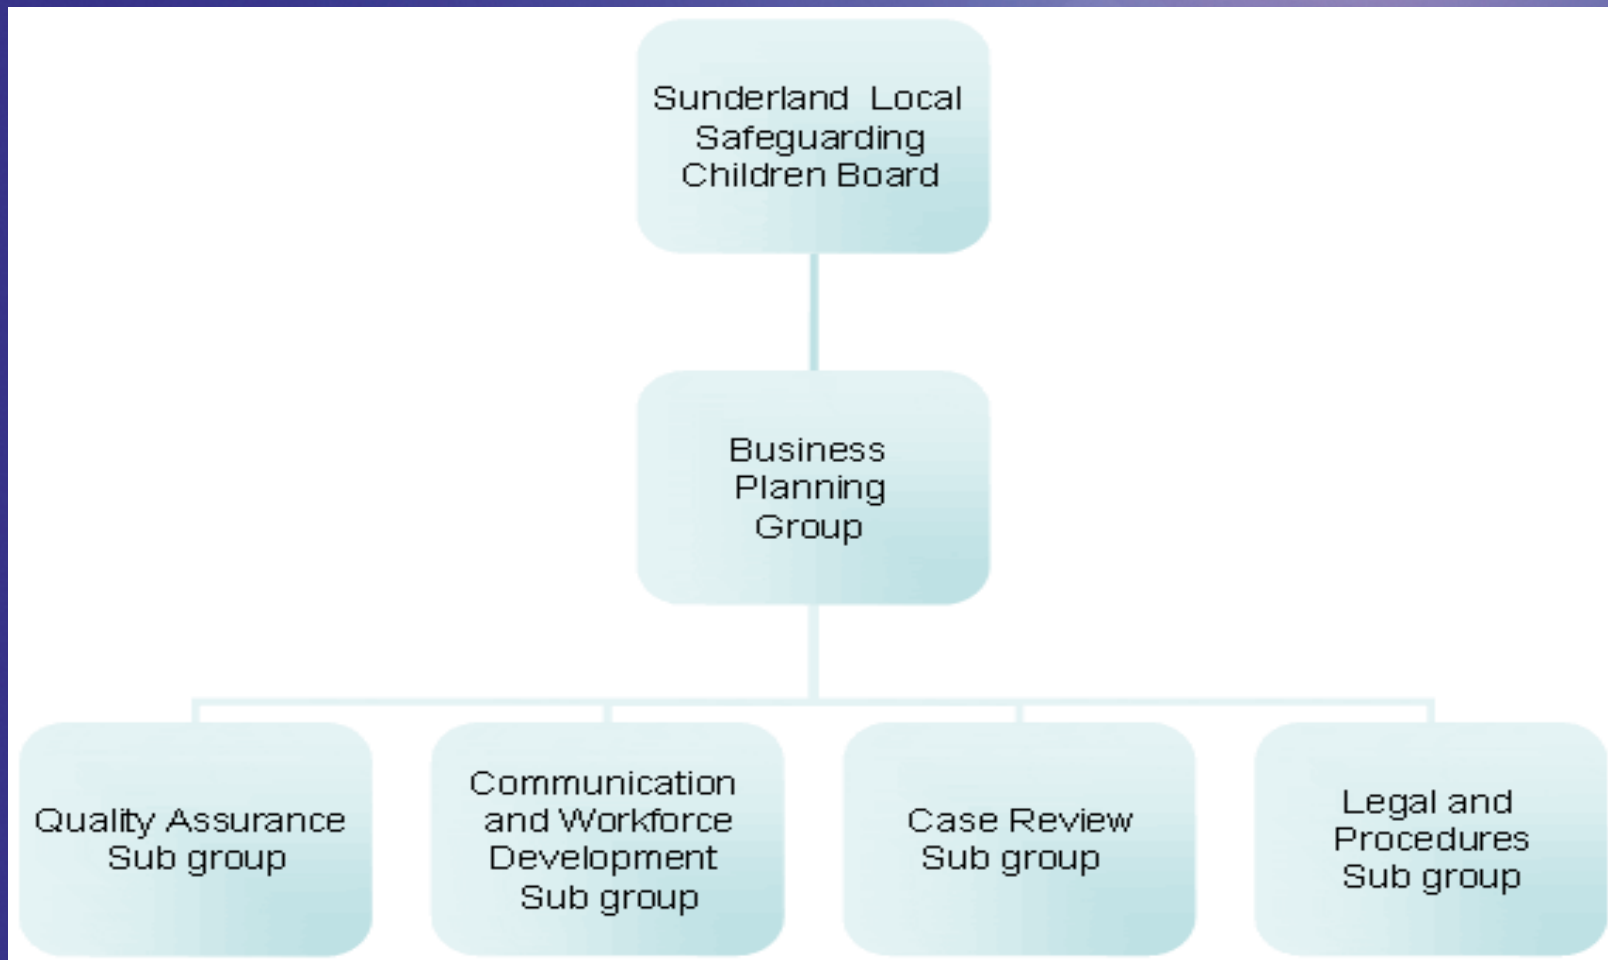 Sunderland Local
Safeguarding
Children Board
Business
Planning
Group
Quality Assurance
Sub group
Communication
and Workforce
Development
Sub group
Case Review
Sub group
Legal and
Procedures
Sub group